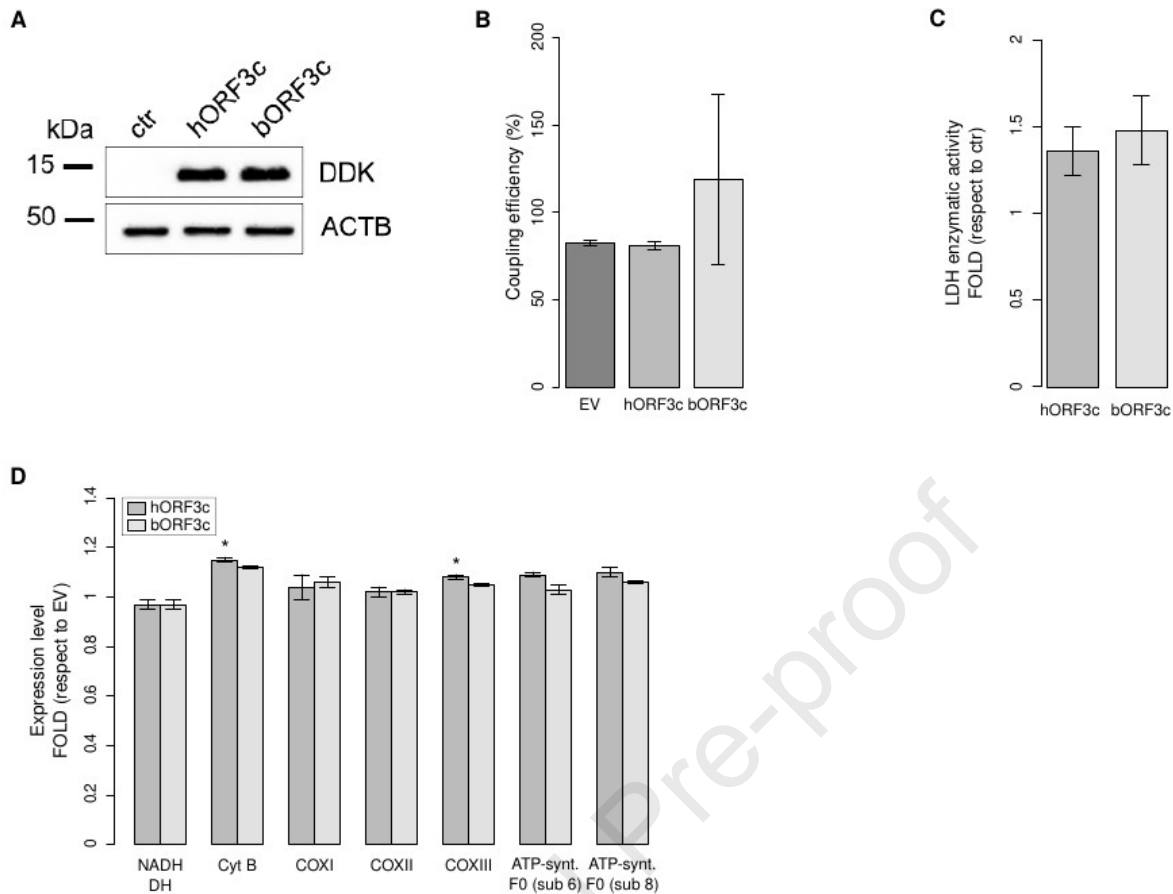 A
ctr
hORF3c
bORF3c
kDa
15
DDK
50
ACTB
B
Coupling efficiency (%)
200
150
100
50
0
EV
hORF3c
bORF3c
C
LDH enzymatic activity
FOLD (respect to ctr)
2
1.5
1
0.5
0
hORF3c
bORF3c
D
Expression level
FOLD (respect to EV)
1.4
1.2
1
0.8
0.6
0.4
0.2
0
hORF3c
bORF3c
*
*
NADH
DH
Cyt B
COXI
COXII
COXIII
ATP-synt.
F0 (sub 6)
ATP-synt.
F0 (sub 8)
Pre-proof